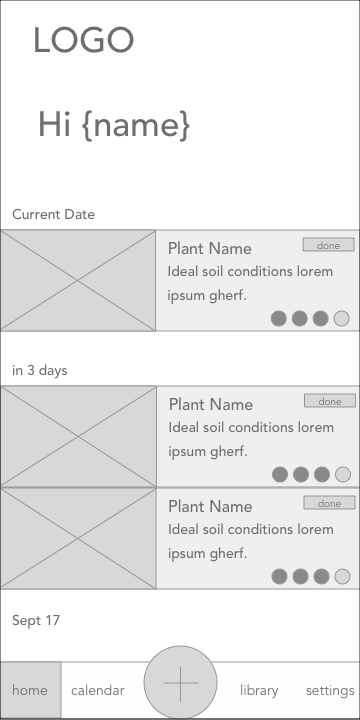 LOGO
Hi {name}
Current Date
Plant Name
done
Ideal soil conditions lorem
ipsum gherf.
in 3 days
Plant Name
done
Ideal soil conditions lorem
ipsum gherf.
Plant Name
done
Ideal soil conditions lorem
ipsum gherf.
Sept 17
home calendar library settings